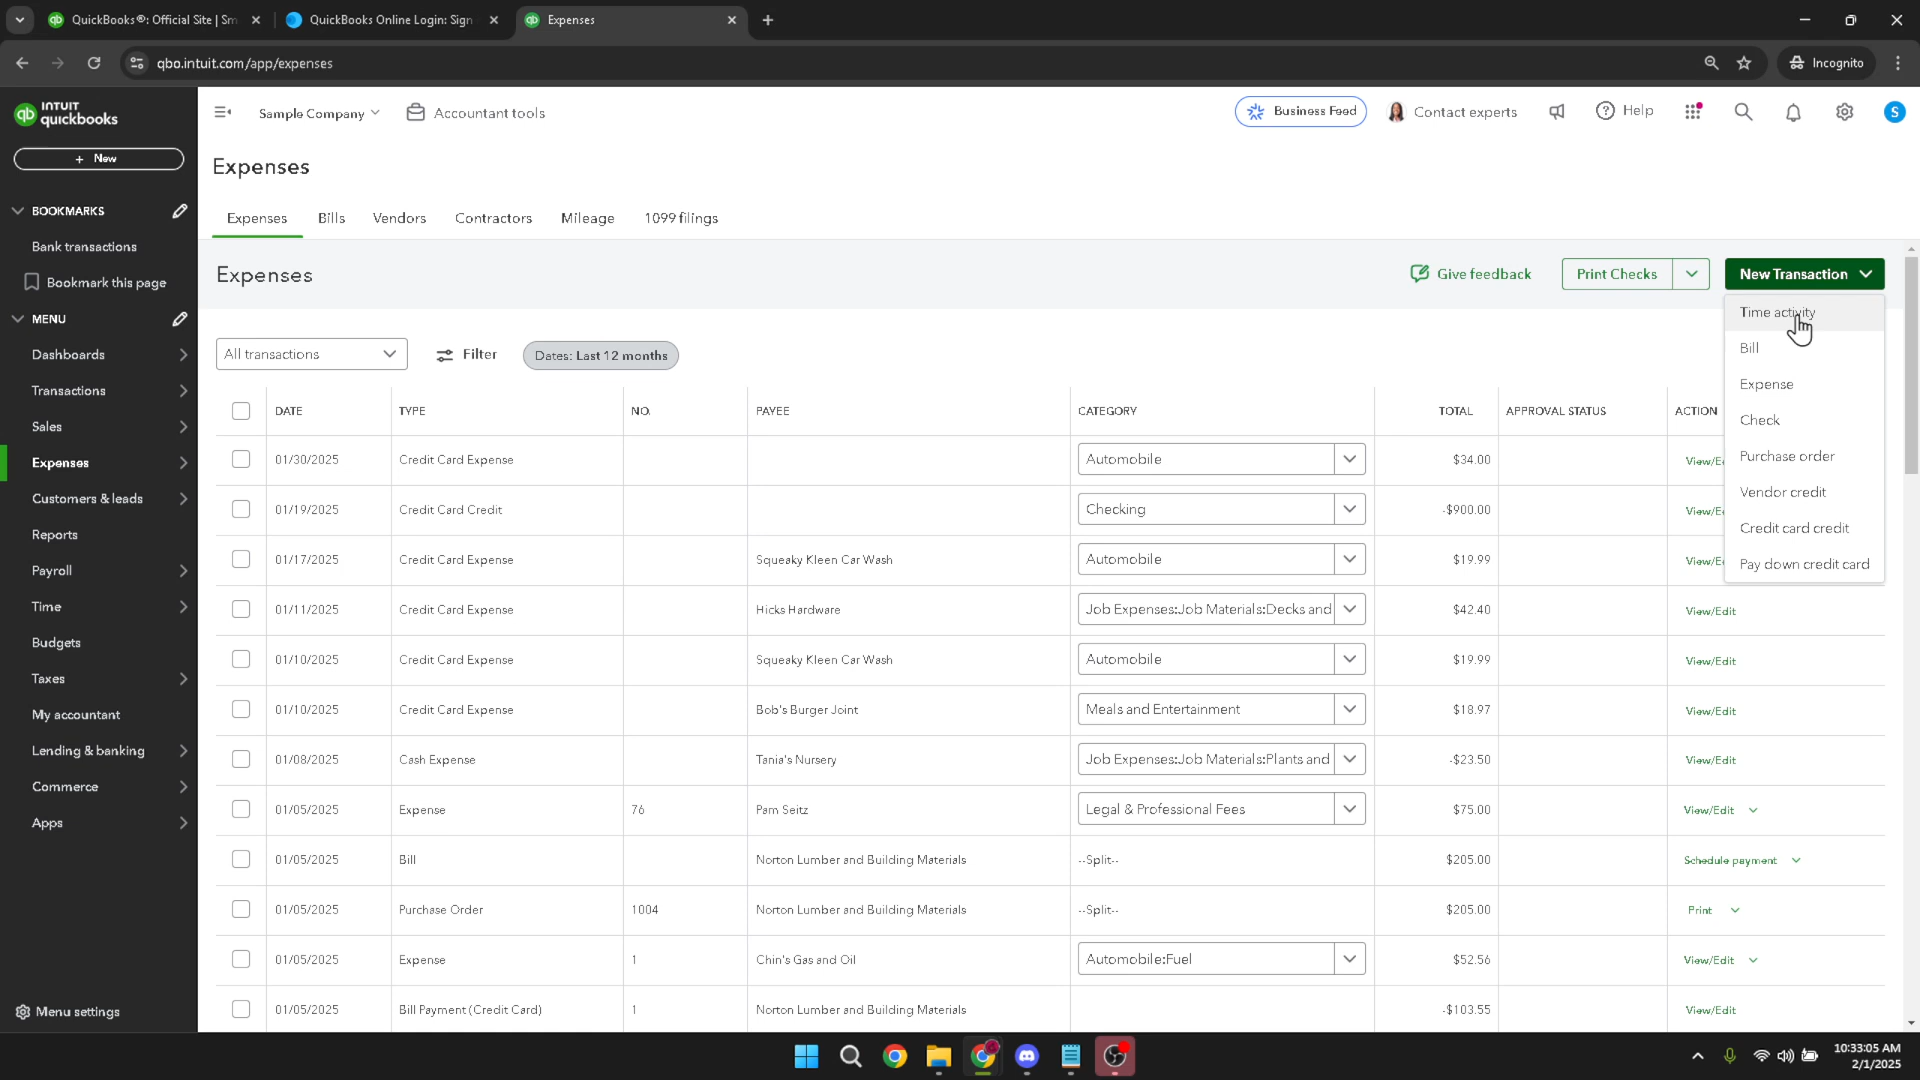 QuickBooks®: Official Site | Sm
QuickBooks Online Login: Sign
Expenses
qbo.intuit.com/app/expenses
Incognito
INTUIT
quickbooks
Sample Company
Accountant tools
Business Feed
Contact experts
Help
S
+ New
Expenses
BOOKMARKS
Bank transactions
Bookmark this page
MENU
Dashboards
Transactions
Sales
Expenses
Customers & leads
Reports
Payroll
Time
Budgets
Taxes
My accountant
Lending & banking
Commerce
Apps
Menu settings
Expenses Bills Vendors Contractors Mileage 1099 filings
Expenses
Give feedback
Print Checks
New Transaction
Time activity
Bill
Expense
Check
Purchase order
Vendor credit
Credit card credit
Pay down credit card
All transactions
Filter
Dates: Last 12 months
DATE TYPE NO. PAYEE CATEGORY TOTAL APPROVAL STATUS ACTION
01/30/2025 Credit Card Expense Automobile $34.00 View/E
01/19/2025 Credit Card Credit Checking -$900.00 View/E
01/17/2025 Credit Card Expense Squeaky Kleen Car Wash Automobile $19.99 View/E
01/11/2025 Credit Card Expense Hicks Hardware Job Expenses:Job Materials:Decks and $42.40 View/Edit
01/10/2025 Credit Card Expense Squeaky Kleen Car Wash Automobile $19.99 View/Edit
01/10/2025 Credit Card Expense Bob's Burger Joint Meals and Entertainment $18.97 View/Edit
01/08/2025 Cash Expense Tania's Nursery Job Expenses:Job Materials:Plants and -$23.50 View/Edit
01/05/2025 Expense 76 Pam Seitz Legal & Professional Fees $75.00 View/Edit
01/05/2025 Bill Norton Lumber and Building Materials --Split-- $205.00 Schedule payment
01/05/2025 Purchase Order 1004 Norton Lumber and Building Materials --Split-- $205.00 Print
01/05/2025 Expense 1 Chin's Gas and Oil Automobile:Fuel $52.56 View/Edit
01/05/2025 Bill Payment (Credit Card) 1 Norton Lumber and Building Materials -$103.55 View/Edit
10:33:05 AM
2/1/2025